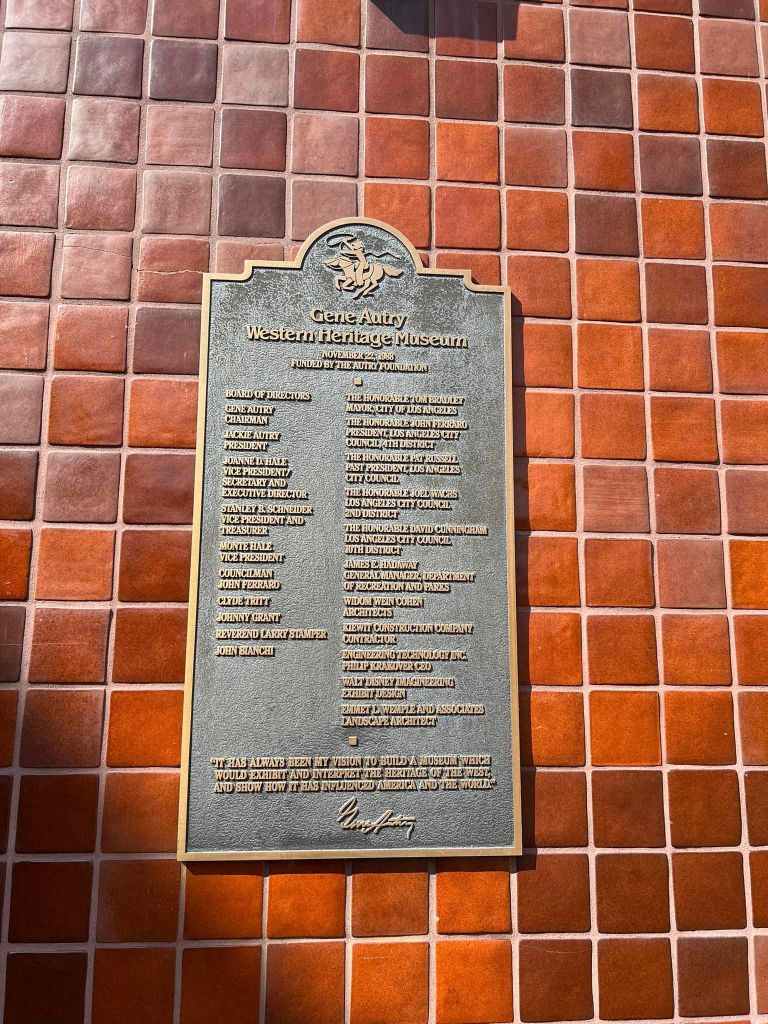 Gene Autry
Western Heritage Museum
NOVEMBER 22, 1988
FUNDED BY THE AUTRY FOUNDATION
BOARD OF DIRECTORS
GENE AUTRY
CHAIRMAN
JACKIE AUTRY
PRESIDENT
JOANNE D. HALE
VICE PRESIDENT/
SECRETARY AND
EXECUTIVE DIRECTOR
STANLEY B. SCHNEIDER
VICE PRESIDENT AND
TREASURER
MONTE HALE
VICE PRESIDENT
COUNCILMAN
JOHN FERRARO
CLYDE TRITT
JOHNNY GRANT
REVEREND LARRY STAMPER
JOHN BIANCHI
THE HONORABLE TOM BRADLEY
MAYOR, CITY OF LOS ANGELES
THE HONORABLE JOHN FERRARO
PRESIDENT, LOS ANGELES CITY
COUNCIL, 4TH DISTRICT
THE HONORABLE PAT RUSSELL
PAST PRESIDENT, LOS ANGELES
CITY COUNCIL
THE HONORABLE JOEL WACHS
LOS ANGELES CITY COUNCIL
2ND DISTRICT
THE HONORABLE DAVID CUNNINGHAM
LOS ANGELES CITY COUNCIL
10TH DISTRICT
JAMES E. HADAWAY
GENERAL MANAGER, DEPARTMENT
OF RECREATION AND PARKS
WIDOM WEIN COHEN
ARCHITECTS
KIEWIT CONSTRUCTION COMPANY
CONTRACTOR
ENGINEERING TECHNOLOGY INC.
PHILIP KRAKOVER CEO
WALT DISNEY IMAGINEERING
EXHIBIT DESIGN
EMMET L. WEMPLE AND ASSOCIATES
LANDSCAPE ARCHITECT
"IT HAS ALWAYS BEEN MY VISION TO BUILD A MUSEUM WHICH
WOULD EXHIBIT AND INTERPRET THE HERITAGE OF THE WEST,
AND SHOW HOW IT HAS INFLUENCED AMERICA AND THE WORLD."
Gene Autry